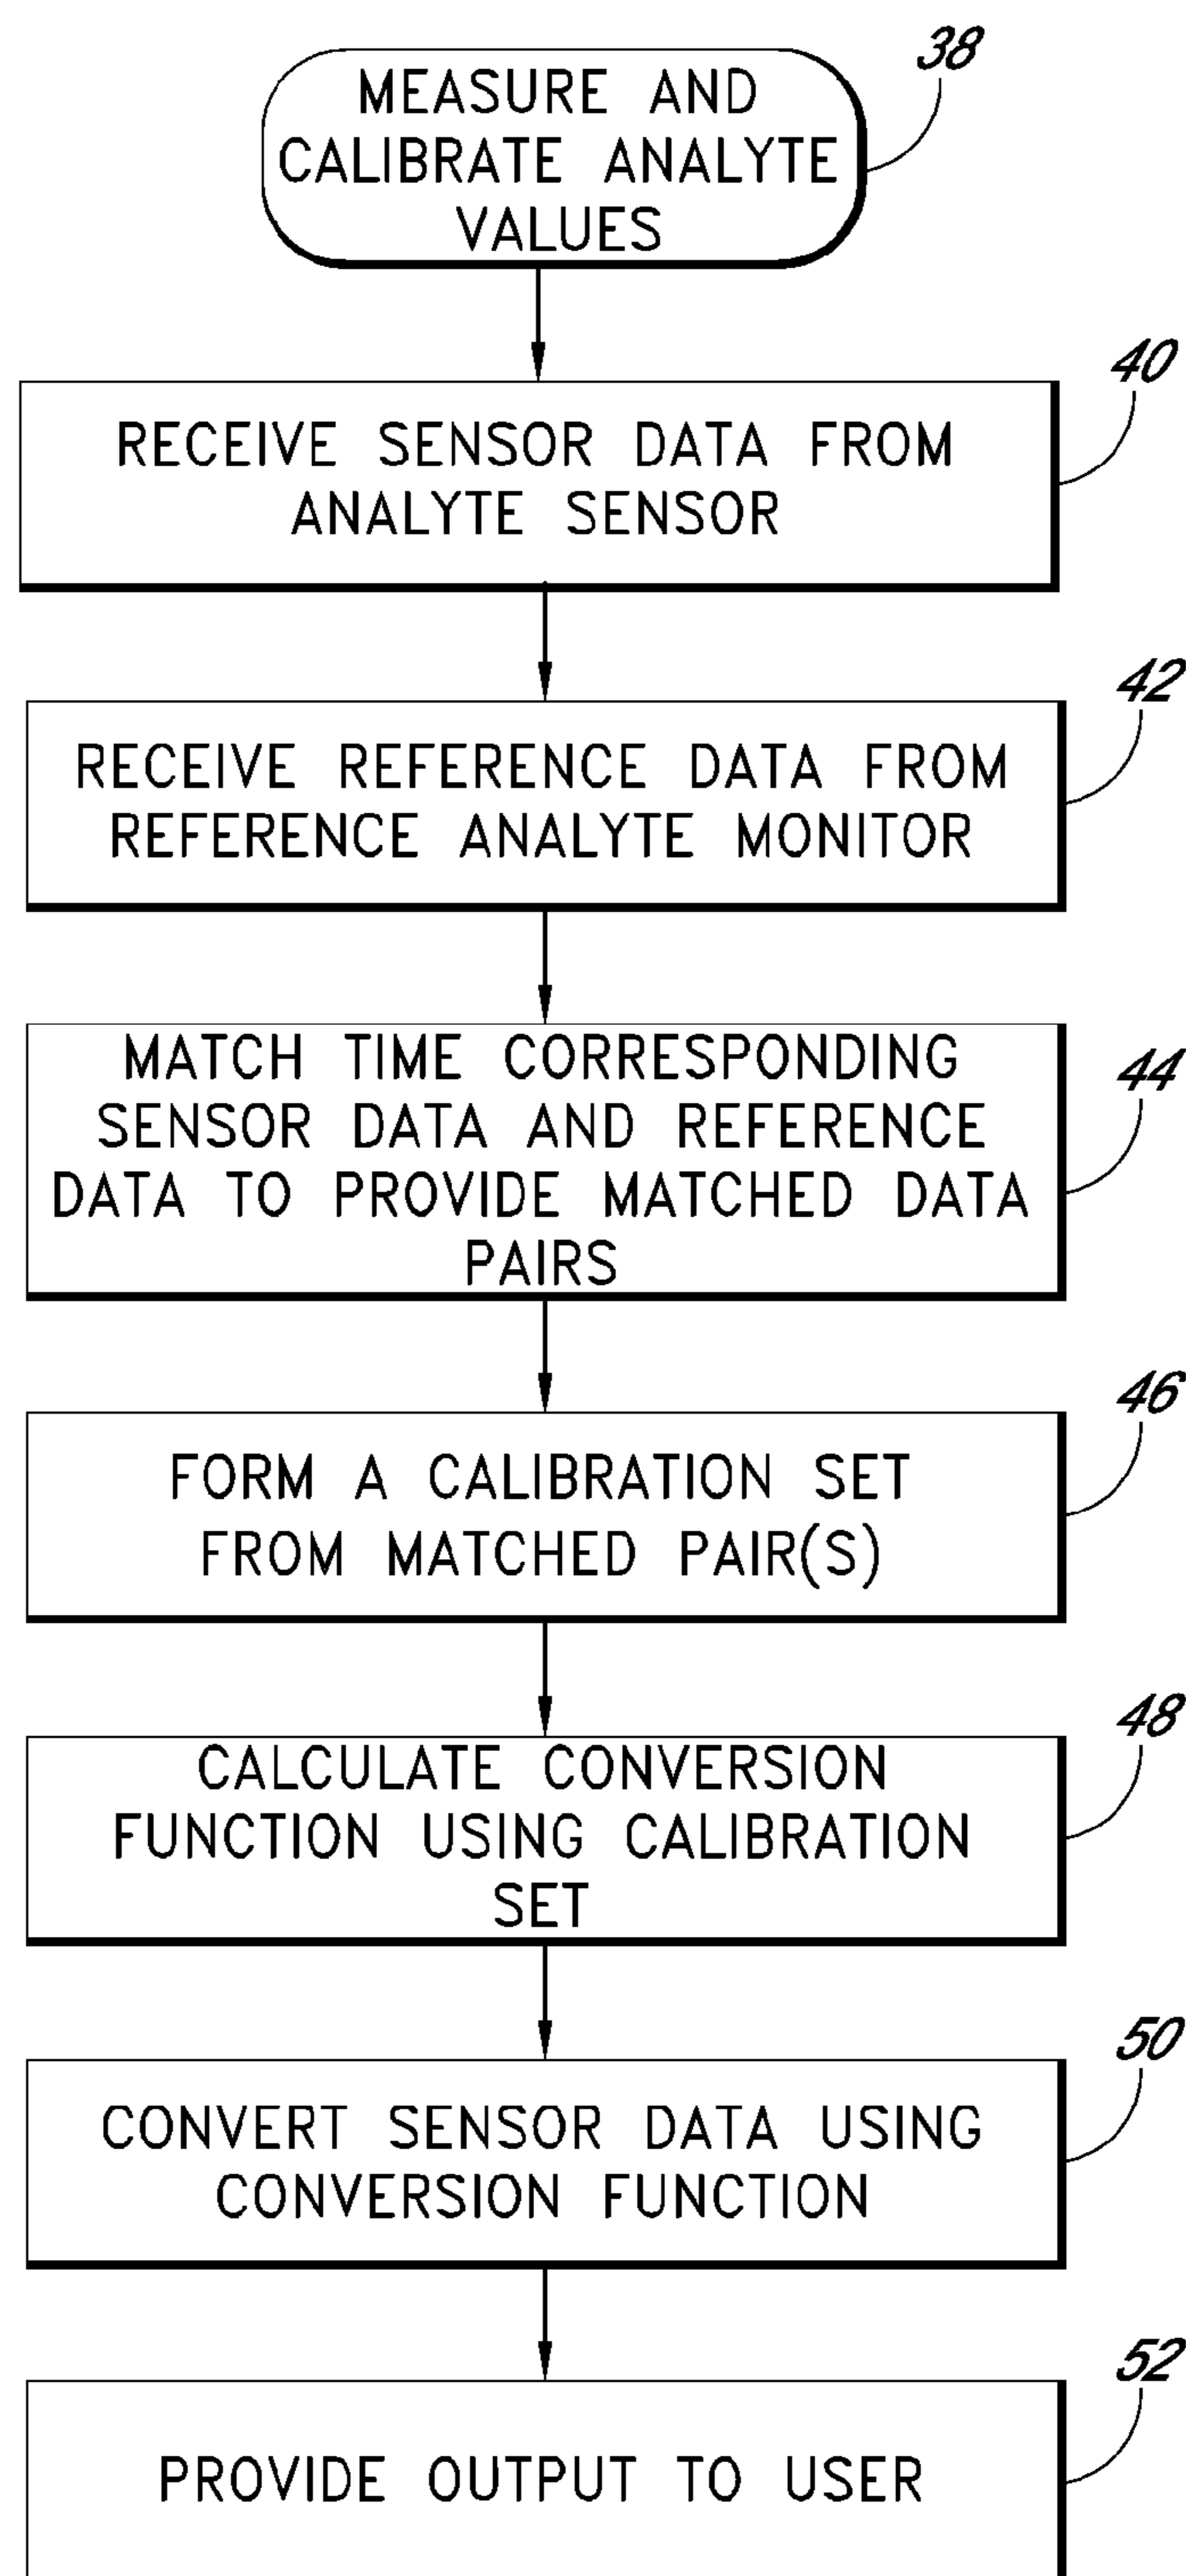 38
MEASURE AND
CALIBRATE ANALYTE
VALUES
40
RECEIVE SENSOR DATA FROM
ANALYTE SENSOR
42
RECEIVE REFERENCE DATA FROM
REFERENCE ANALYTE MONITOR
44
MATCH TIME CORRESPONDING
SENSOR DATA AND REFERENCE
DATA TO PROVIDE MATCHED DATA
PAIRS
46
FORM A CALIBRATION SET
FROM MATCHED PAIR(S)
48
CALCULATE CONVERSION
FUNCTION USING CALIBRATION
SET
50
CONVERT SENSOR DATA USING
CONVERSION FUNCTION
52
PROVIDE OUTPUT TO USER